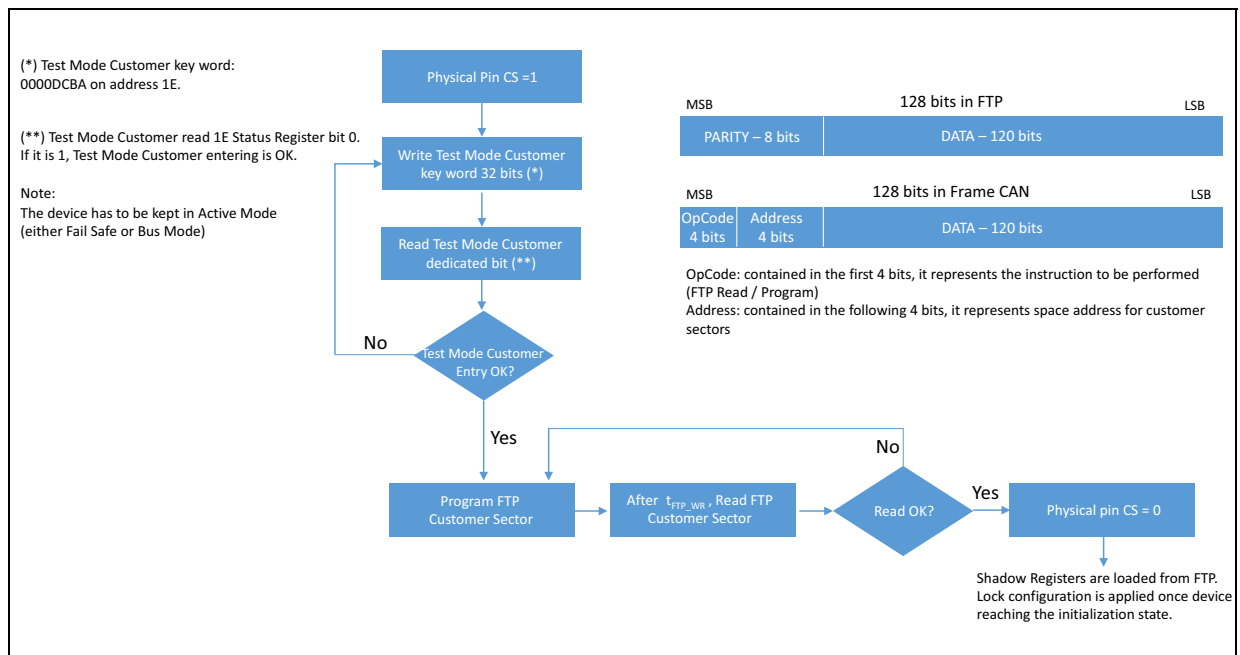 (*) Test Mode Customer key word:
0000DCBA on address 1E.
(**) Test Mode Customer read 1E Status Register bit 0.
If it is 1, Test Mode Customer entering is OK.
Note:
The device has to be kept in Active Mode
(either Fail Safe or Bus Mode)
Physical Pin CS =1
Write Test Mode Customer
key word 32 bits (*)
Read Test Mode Customer
dedicated bit (**)
Test Mode Customer
Entry OK?
No
Yes
MSB
128 bits in FTP
LSB
PARITY – 8 bits
DATA – 120 bits
MSB
128 bits in Frame CAN
LSB
OpCode
4 bits
Address
4 bits
DATA – 120 bits
OpCode: contained in the first 4 bits, it represents the instruction to be performed
(FTP Read / Program)
Address: contained in the following 4 bits, it represents space address for customer
sectors
Program FTP
Customer Sector
After tFTP_WR , Read FTP
Customer Sector
No
Read OK?
Yes
Physical pin CS = 0
Shadow Registers are loaded from FTP.
Lock configuration is applied once device
reaching the initialization state.